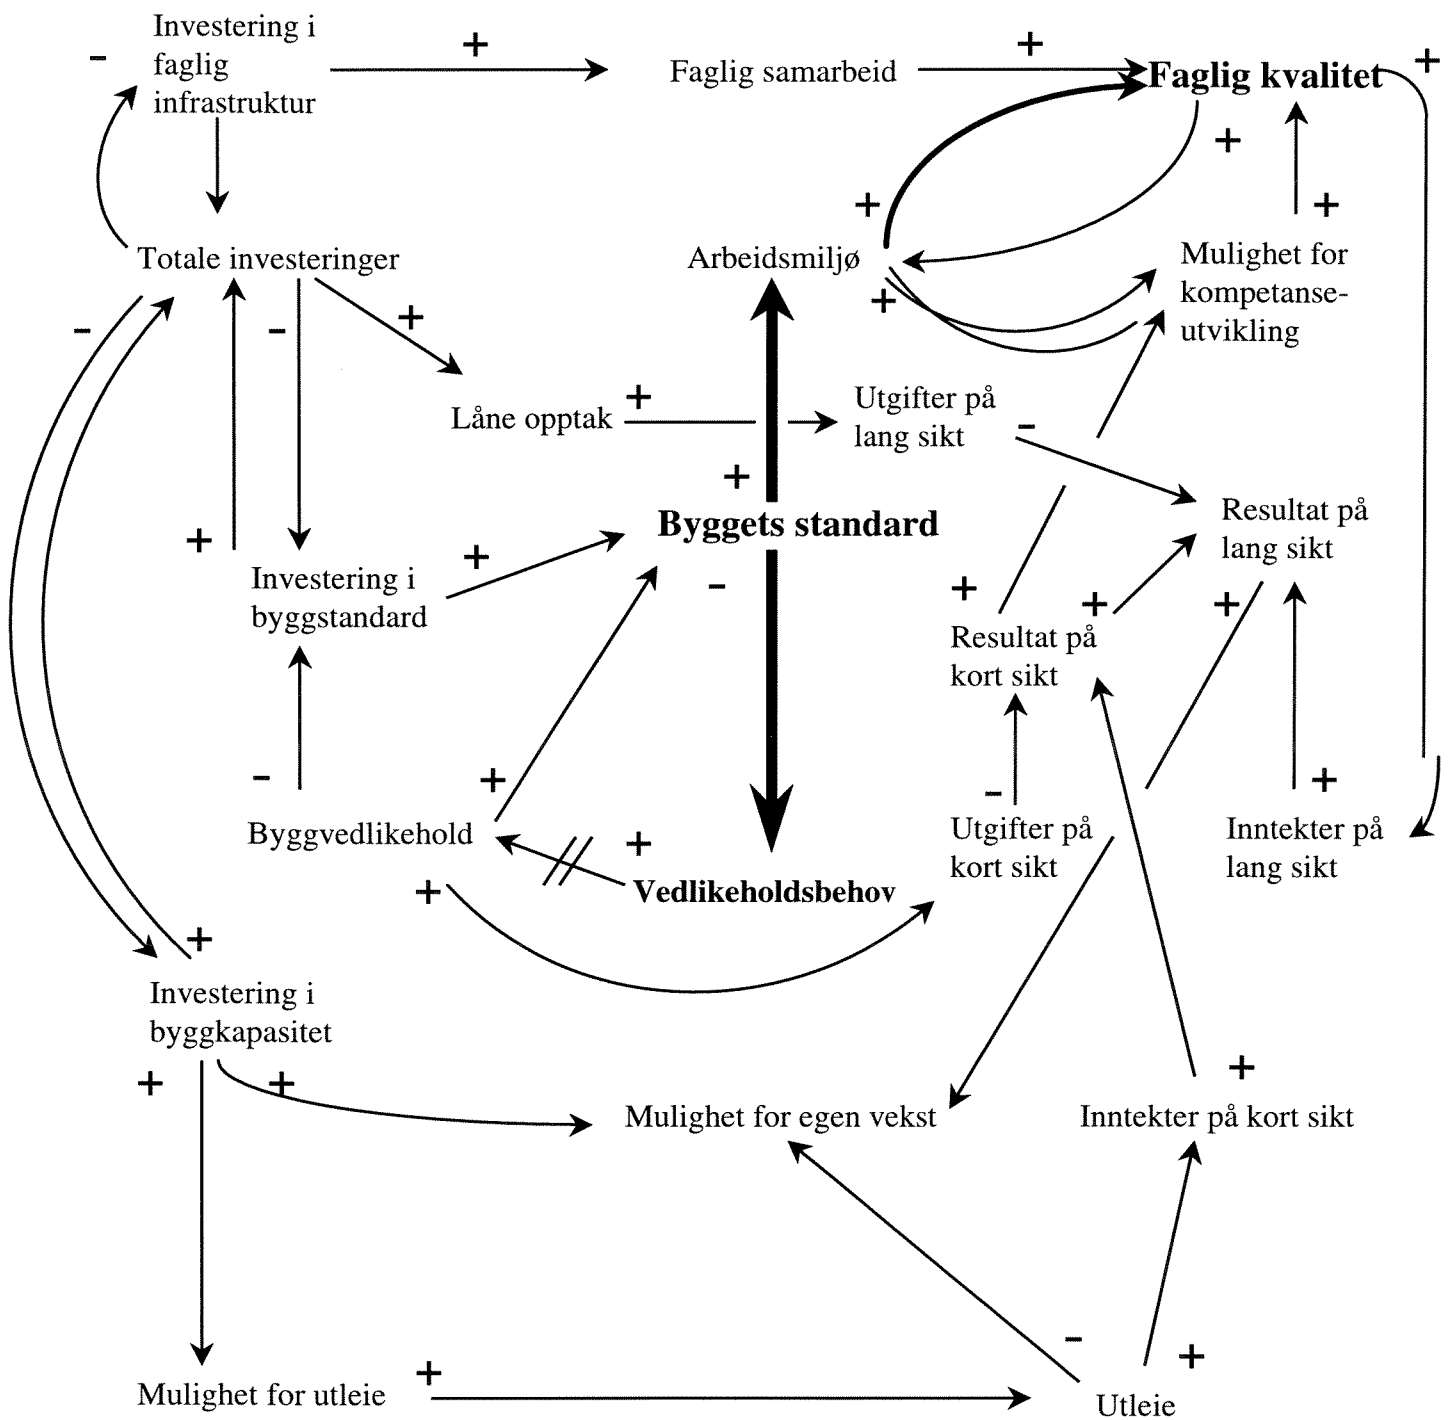 Investering i
faglig
infrastruktur
Faglig samarbeid
Faglig kvalitet
Totale investeringer
Arbeidsmiljø
Mulighet for
kompetanse-
utvikling
Låne opptak
Utgifter på
lang sikt
Byggets standard
Resultat på
lang sikt
Investering i
byggstandard
Resultat på
kort sikt
Byggvedlikehold
Vedlikeholdsbehov
Utgifter på
kort sikt
Inntekter på
lang sikt
Investering i
byggkapasitet
Mulighet for egen vekst
Inntekter på kort sikt
Mulighet for utleie
Utleie